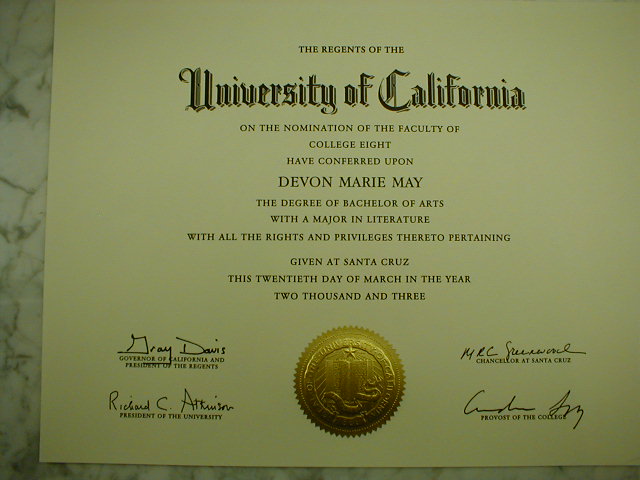 THE REGENTS OF THE
University of California
ON THE NOMINATION OF THE FACULTY OF
COLLEGE EIGHT
HAVE CONFERRED UPON
DEVON MARIE MAY
THE DEGREE OF BACHELOR OF ARTS
WITH A MAJOR IN LITERATURE
WITH ALL THE RIGHTS AND PRIVILEGES THERETO PERTAINING
GIVEN AT SANTA CRUZ
THIS TWENTIETH DAY OF MARCH IN THE YEAR
TWO THOUSAND AND THREE
Gray Davis
GOVERNOR OF CALIFORNIA AND
PRESIDENT OF THE REGENTS
MRC Greenwood
CHANCELLOR AT SANTA CRUZ
Richard C. Atkinson
PRESIDENT OF THE UNIVERSITY
PROVOST OF THE COLLEGE